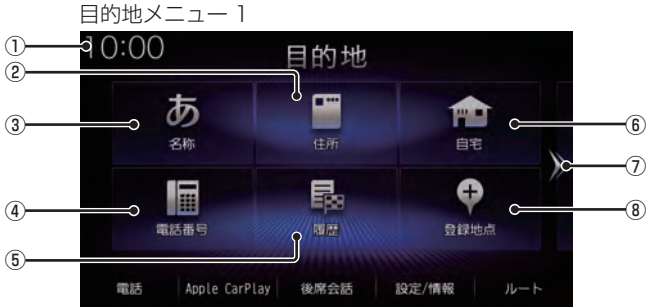 目的地メニュー 1
① 10:00 目的地
②
③ あ 名称 住所 自宅 ⑥
⑦
④ 電話番号 履歴 登録地点 ⑧
⑤
電話 Apple CarPlay 後席会話 設定/情報 ルート